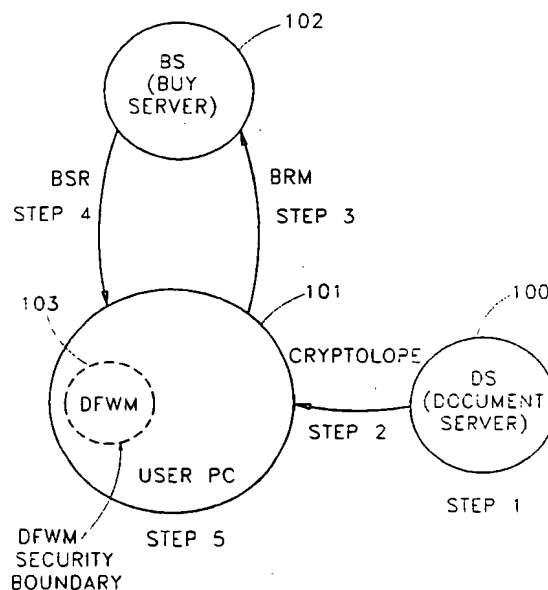 102
BS
(BUY
SERVER)
BSR
STEP 4
BRM
STEP 3
103
101
100
CRYPTOLOPE
DFWM
DS
(DOCUMENT
SERVER)
STEP 2
USER PC
STEP 1
DFWM
SECURITY
BOUNDARY
STEP 5